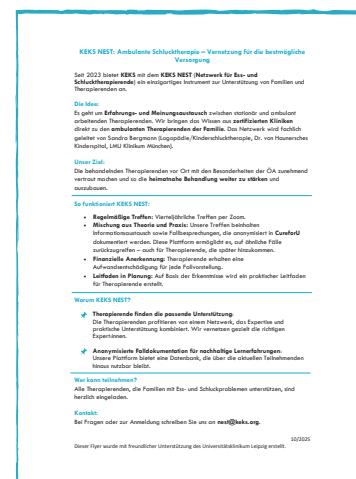 KEKS NEST: Ambulante Schlucktherapie – Vernetzung für die bestmögliche
Versorgung
Seit 2023 bietet KEKS mit dem KEKS NEST (Netzwerk für Ess- und
Schlucktherapierende) ein einzigartiges Instrument zur Unterstützung von Familien und
Therapierenden an.
Die Idee:
Es geht um Erfahrungs- und Meinungsaustausch zwischen stationär und ambulant
arbeitenden Therapierenden. Wir bringen das Wissen aus zertifizierten Kliniken
direkt zu den ambulanten Therapierenden der Familie. Das Netzwerk wird fachlich
geleitet von Sandra Bergmann (Logopädie/Kinderschlucktherapie, Dr. von Haunersches
Kinderspital, LMU Klinikum München).
Unser Ziel:
Die behandelnden Therapierenden vor Ort mit den Besonderheiten der ÖA zunehmend
vertraut machen und so die heimatnahe Behandlung weiter zu stärken und
auszubauen.
So funktioniert KEKS NEST:
• Regelmäßige Treffen: Vierteljährliche Treffen per Zoom.
• Mischung aus Theorie und Praxis: Unsere Treffen beinhalten
Informationsaustausch sowie Fallbesprechungen, die anonymisiert in CureforU
dokumentiert werden. Diese Plattform ermöglicht es, auf ähnliche Fälle
zurückzugreifen – auch für Therapierende, die später hinzukommen.
• Finanzielle Anerkennung: Therapierende erhalten eine
Aufwandsentschädigung für jede Fallvorstellung.
• Leitfaden in Planung: Auf Basis der Erkenntnisse wird ein praktischer Leitfaden
für Therapierende erstellt.
Warum KEKS NEST?
Therapierende finden die passende Unterstützung:
Die Therapierenden profitieren von einem Netzwerk, das Expertise und
praktische Unterstützung kombiniert. Wir vernetzen gezielt die richtigen
Expert:innen.
Anonymisierte Falldokumentation für nachhaltige Lernerfahrungen:
Unsere Plattform bietet eine Datenbank, die über die aktuellen Teilnehmenden
hinaus nutzbar bleibt.
Wer kann teilnehmen?
Alle Therapierenden, die Familien mit Ess- und Schluckproblemen unterstützen, sind
herzlich eingeladen.
Kontakt:
Bei Fragen oder zur Anmeldung schreiben Sie uns an nest@keks.org.
10/2025
Dieser Flyer wurde mit freundlicher Unterstützung des Universitätsklinikum Leipzig erstellt.